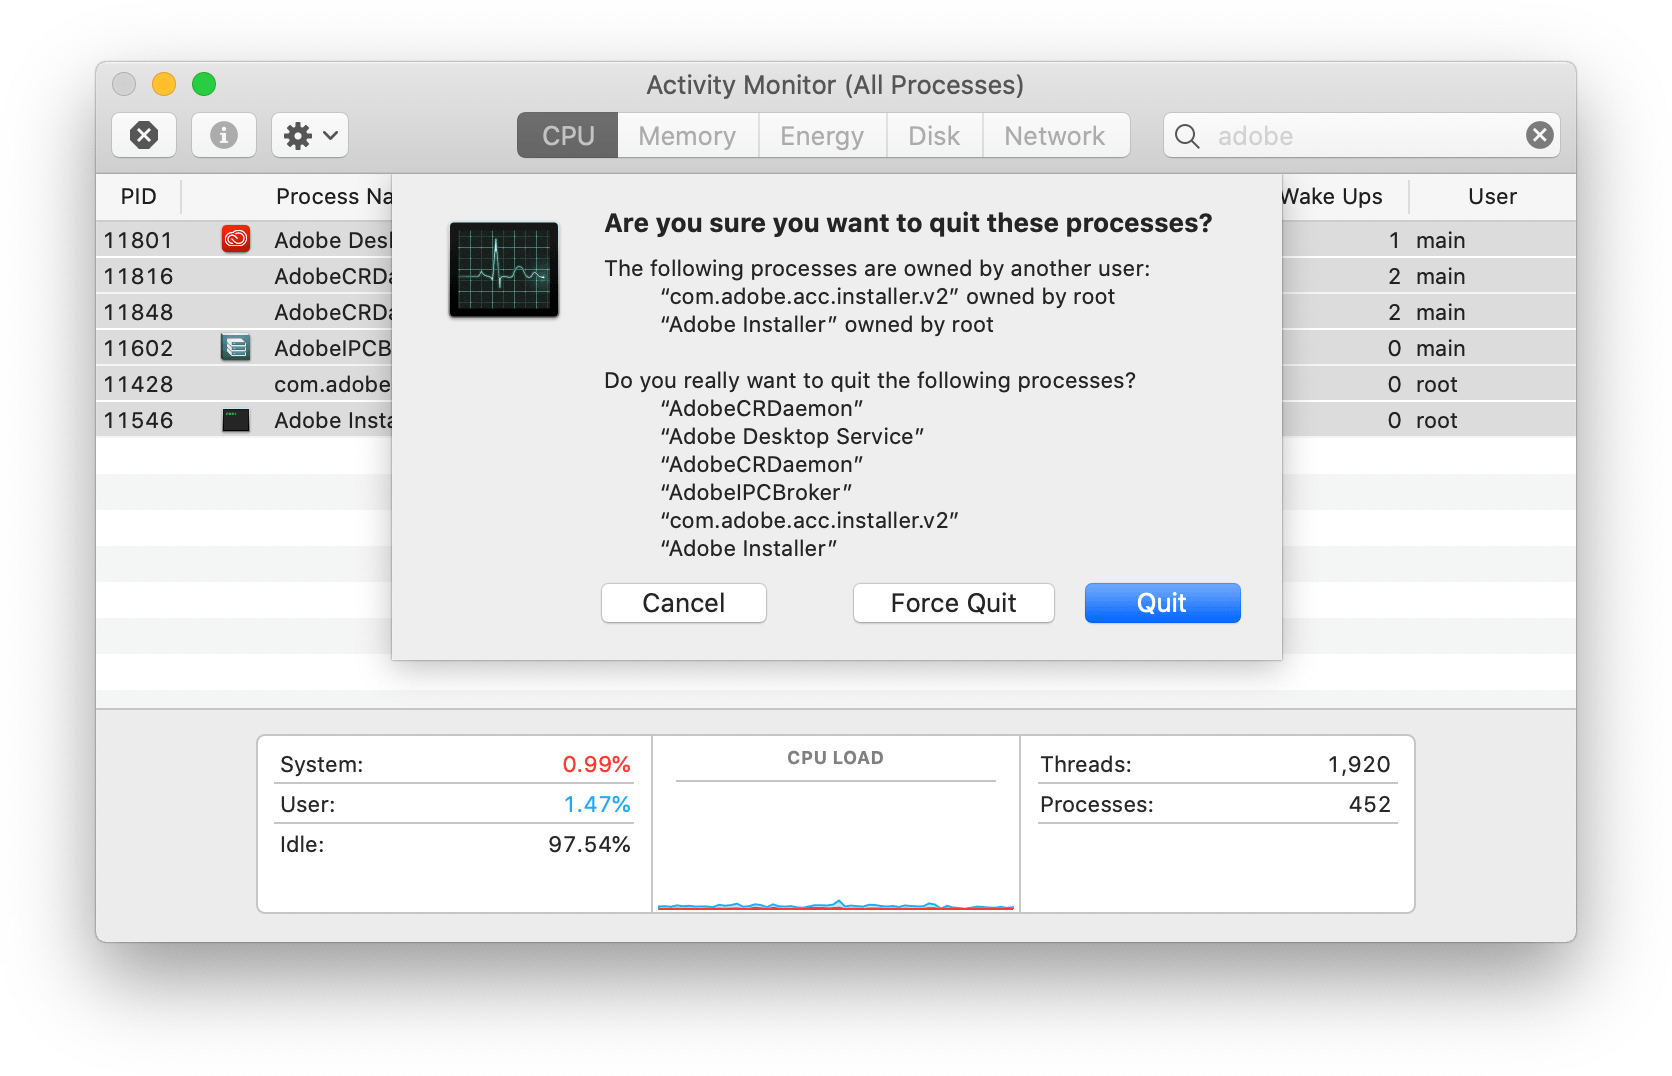 Activity Monitor (All Processes)
CPU Memory Energy Disk Network adobe
PID Process Na Wake Ups User
11801 Adobe Desl 1 main
11816 AdobeCRDa 2 main
11848 AdobeCRDa 2 main
11602 AdobeIPCB 0 main
11428 com.adobe 0 root
11546 Adobe Insta 0 root
Are you sure you want to quit these processes?
The following processes are owned by another user:
“com.adobe.acc.installer.v2” owned by root
“Adobe Installer” owned by root
Do you really want to quit the following processes?
“AdobeCRDaemon”
“Adobe Desktop Service”
“AdobeCRDaemon”
“AdobeIPCBroker”
“com.adobe.acc.installer.v2”
“Adobe Installer”
Cancel Force Quit Quit
System: 0.99%
User: 1.47%
Idle: 97.54%
CPU LOAD
Threads: 1,920
Processes: 452